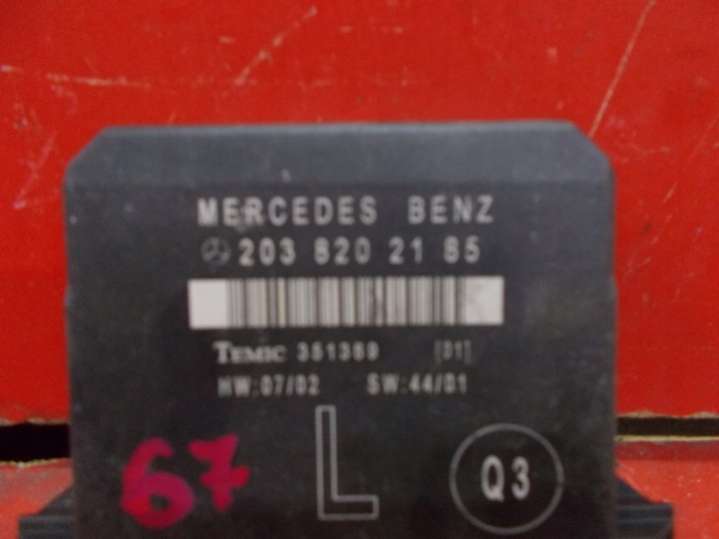 MERCEDES BENZ
203 820 21 85
TEMIC 351369 [01]
HW:07/02 SW:44/01
67 L Q3